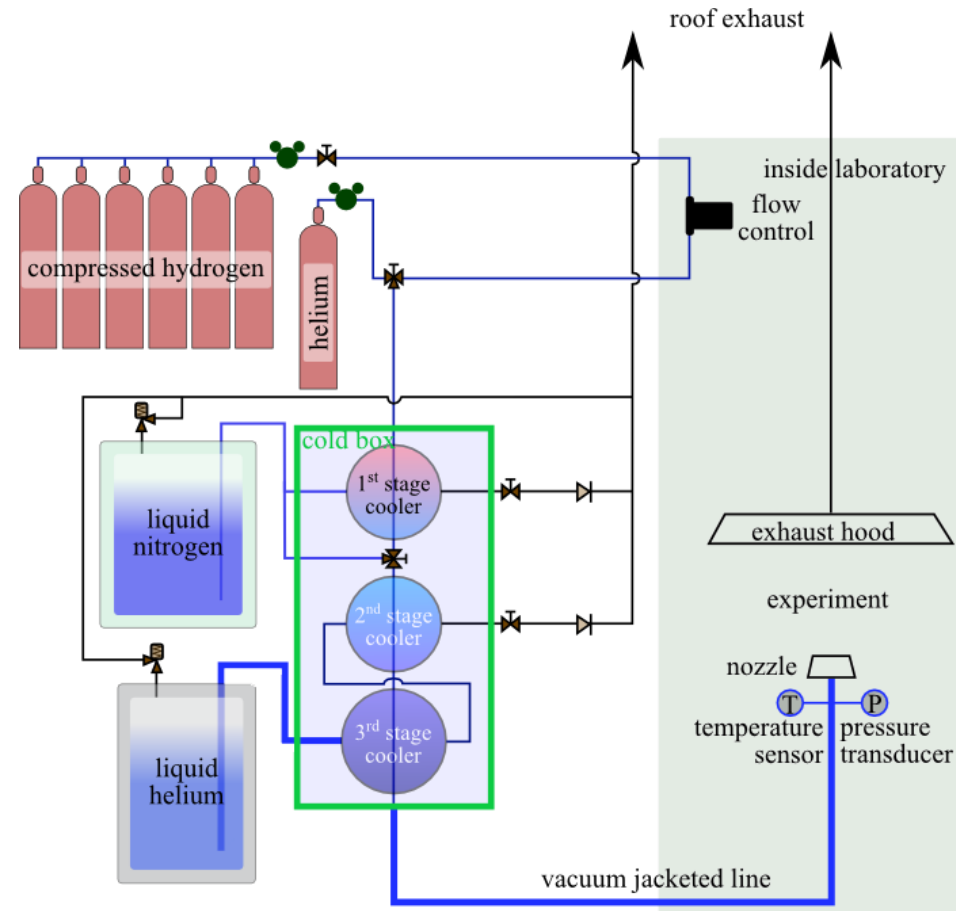 roof exhaust
inside laboratory
flow
control
compressed hydrogen
helium
cold box
1st stage
cooler
liquid
nitrogen
exhaust hood
2nd stage
cooler
experiment
nozzle
T
P
temperature
sensor
pressure
transducer
3rd stage
cooler
liquid
helium
vacuum jacketed line